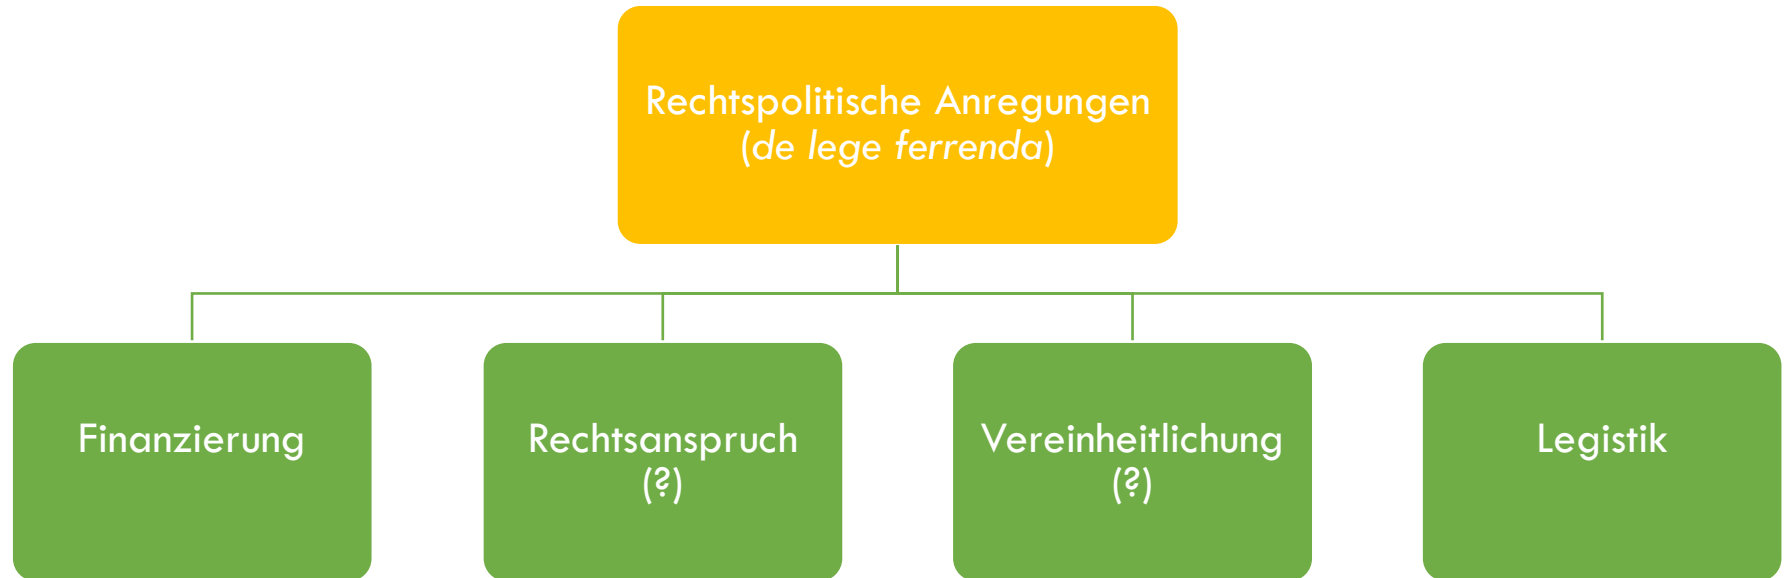 Rechtspolitische Anregungen
(de lege ferrenda)
Finanzierung
Rechtsanspruch
(?)
Vereinheitlichung
(?)
Legistik